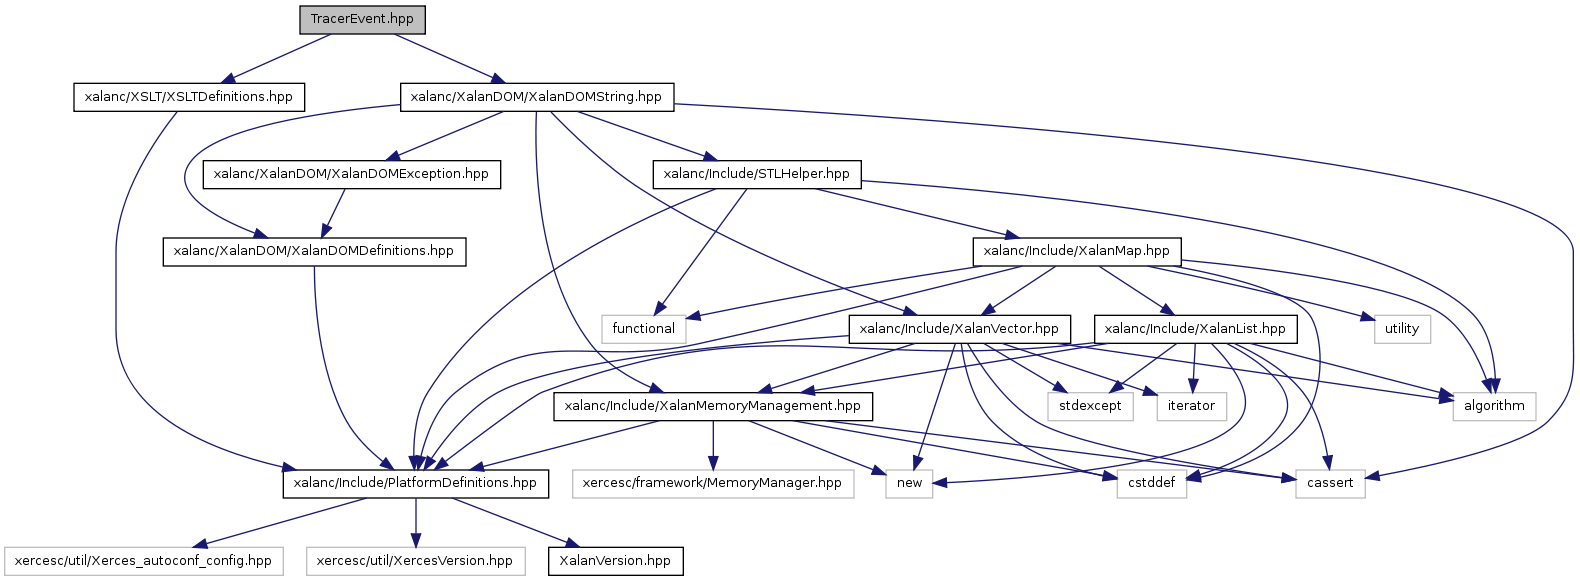 TracerEvent.hpp
xalanc/XSLT/XSLTDefinitions.hpp
xalanc/XalanDOM/XalanDOMString.hpp
xalanc/XalanDOM/XalanDOMException.hpp
xalanc/Include/STLHelper.hpp
xalanc/XalanDOM/XalanDOMDefinitions.hpp
xalanc/Include/XalanMap.hpp
functional
xalanc/Include/XalanVector.hpp
xalanc/Include/XalanList.hpp
utility
xalanc/Include/XalanMemoryManagement.hpp
stdexcept
iterator
algorithm
xalanc/Include/PlatformDefinitions.hpp
xercesc/framework/MemoryManager.hpp
new
cstddef
cassert
xercesc/util/Xerces_autoconf_config.hpp
xercesc/util/XercesVersion.hpp
XalanVersion.hpp